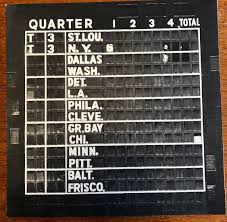 QUARTER 1 2 3 4 TOTAL
T 3 ST.LOU.
T 3 N.Y.
DALLAS
WASH.
DET.
L.A.
PHILA.
CLEVE.
GR.BAY
CHI.
MINN.
PITT.
BALT.
FRISCO.